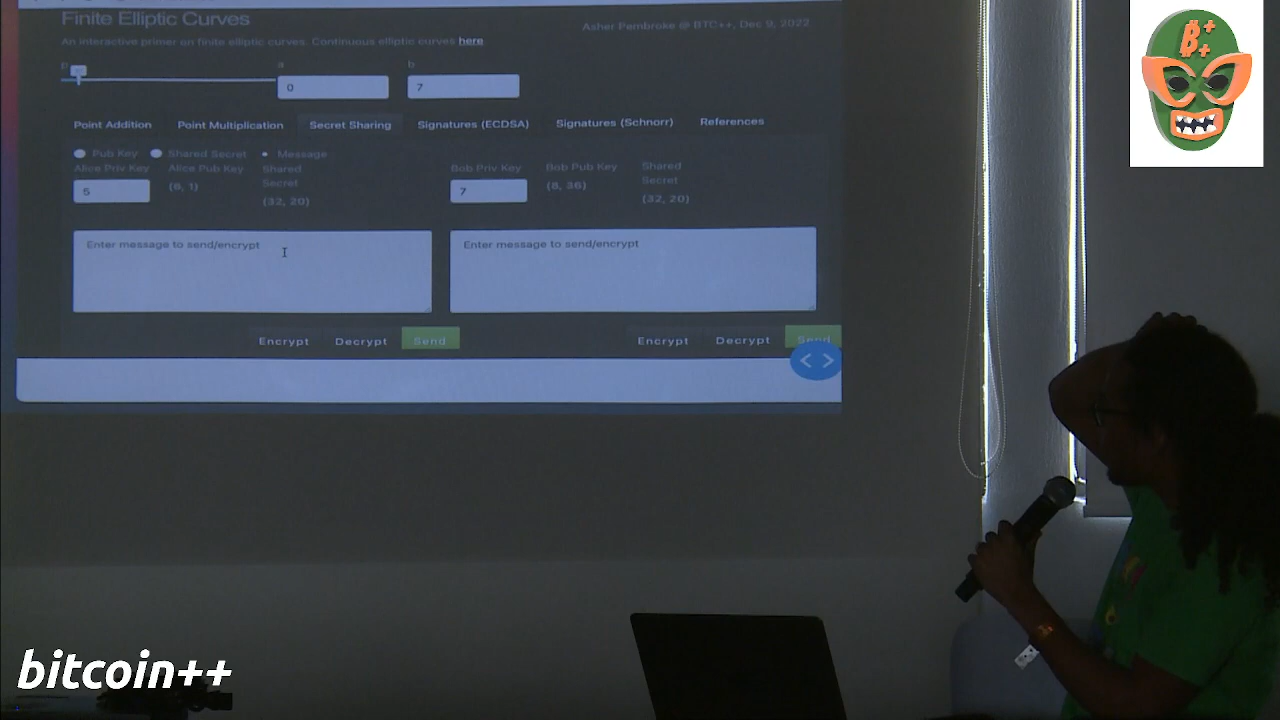 Finite Elliptic Curves
Asher Pembroke @ BTC++, Dec 9, 2022
An interactive primer on finite elliptic curves. Continuous elliptic curves here
p a b
0 7
Point Addition Point Multiplication Secret Sharing Signatures (ECDSA) Signatures (Schnorr) References
Pub Key Shared Secret Message
Alice Priv Key Alice Pub Key Shared Secret Bob Priv Key Bob Pub Key Shared Secret
5 (32, 20) 7 (8, 36) (32, 20)
Enter message to send/encrypt Enter message to send/encrypt
Encrypt Decrypt Send Encrypt Decrypt Send
< >
B++
bitcoin++